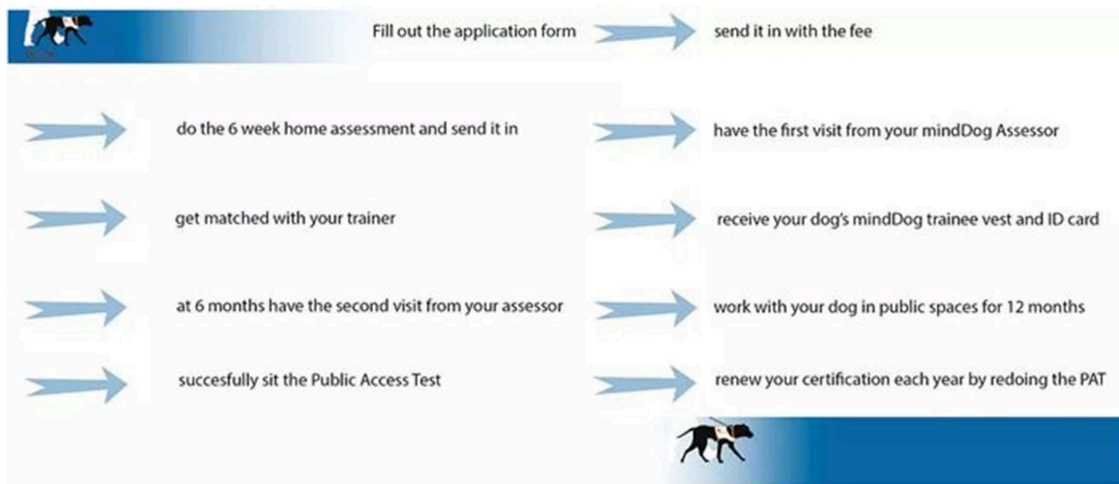 Fill out the application form
send it in with the fee
do the 6 week home assessment and send it in
have the first visit from your mindDog Assessor
get matched with your trainer
receive your dog's mindDog trainee vest and ID card
at 6 months have the second visit from your assessor
work with your dog in public spaces for 12 months
succesfully sit the Public Access Test
renew your certification each year by redoing the PAT